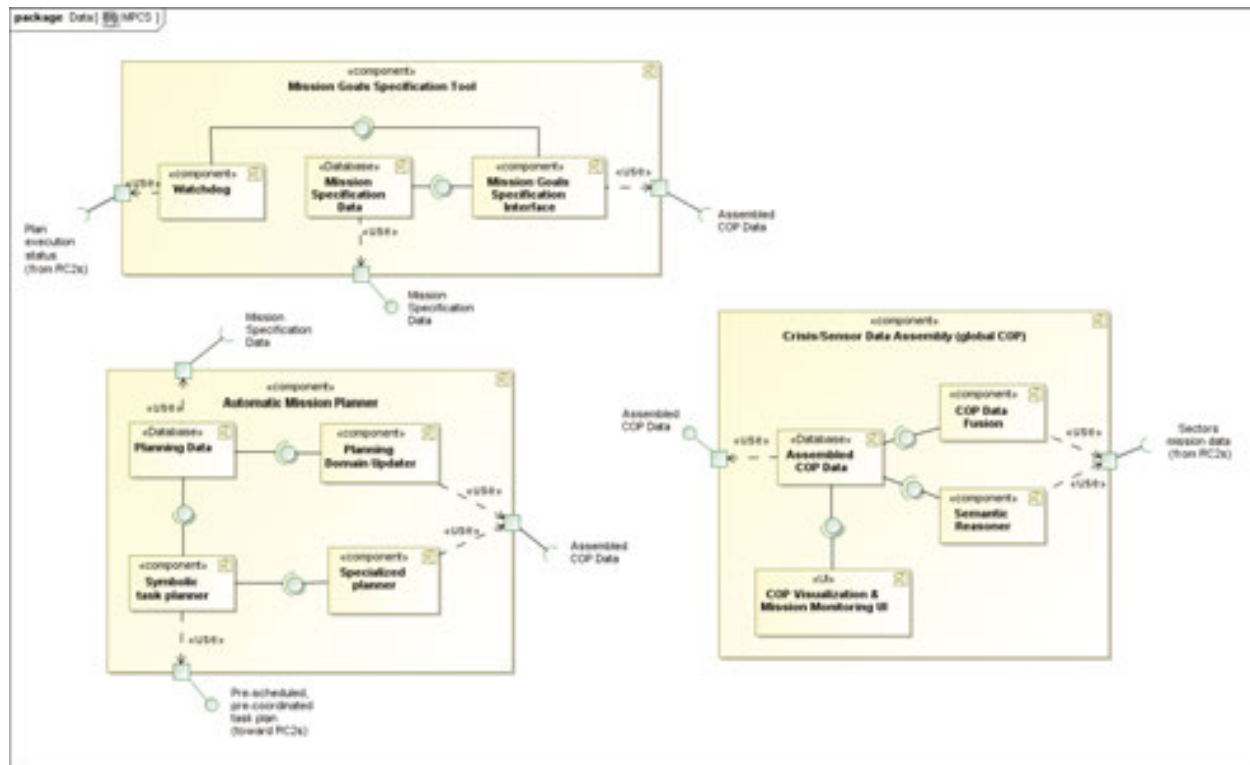 package Data[ MPCS ]
«component»
Mission Goals Specification Tool
«component»
Watchdog
«Database»
Mission
Specification
Data
«component»
Mission Goals
Specification
Interface
«use»
«use»
«use»
Plan
execution
status
(from RC2s)
Assembled
COP Data
Mission
Specification
Data
Mission
Specification
Data
«component»
Automatic Mission Planner
«use»
«Database»
Planning Data
«component»
Planning
Domain Updater
«use»
«use»
«component»
Symbolic
task planner
«component»
Specialized
planner
Assembled
COP Data
«use»
Pre-scheduled,
pre-coordinated
task plan
(toward RC2s)
«component»
Crisis/Sensor Data Assembly (global COP)
Assembled
COP Data
«use»
«Database»
Assembled
COP Data
«component»
COP Data
Fusion
«use»
«use»
Sectors
mission data
(from RC2s)
«component»
Semantic
Reasoner
«UI»
COP Visualization &
Mission Monitoring UI